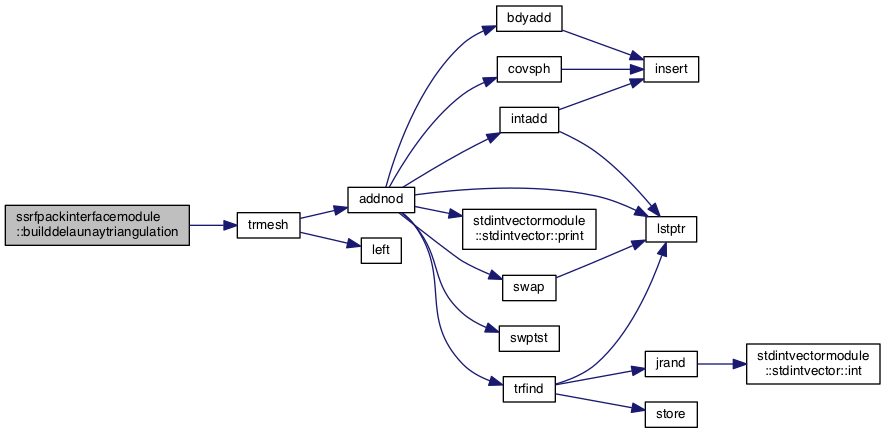 ssrfpackinterfacemodule
::builddelaunaytriangulation
trmesh
addnod
left
bdyadd
covsph
intadd
stdintvectormodule
::stdintvector::print
swap
swptst
trfind
insert
lstptr
jrand
store
stdintvectormodule
::stdintvector::int